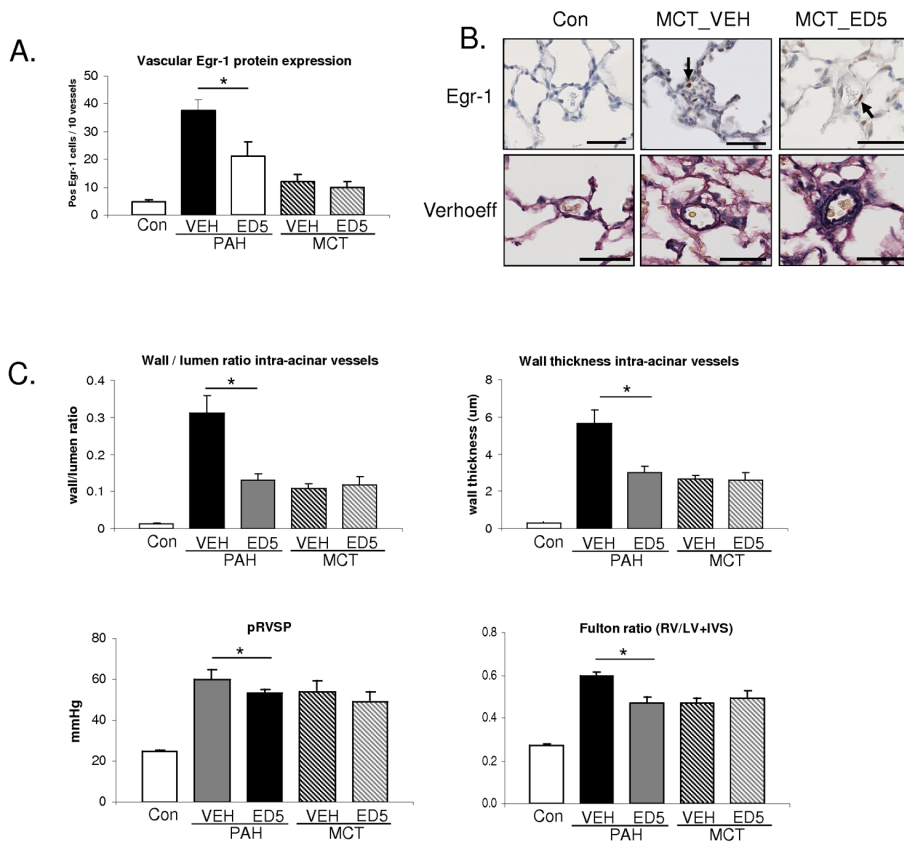 A.
Vascular Egr-1 protein expression
Pos Egr-1 cells / 10 vessels
50
40
30
20
10
0
*
Con VEH ED5 VEH ED5
PAH MCT
B.
Con MCT_VEH MCT_ED5
Egr-1
Verhoeff
C.
Wall / lumen ratio intra-acinar vessels
wall/lumen ratio
0.4
0.3
0.2
0.1
0
*
Con VEH ED5 VEH ED5
PAH MCT
Wall thickness intra-acinar vessels
wall thickness (um)
8
6
4
2
0
*
Con VEH ED5 VEH ED5
PAH MCT
pRVSP
mmHg
80
60
40
20
0
*
Con VEH ED5 VEH ED5
PAH MCT
Fulton ratio (RV/LV+IVS)
0.8
0.6
0.4
0.2
0.0
*
Con VEH ED5 VEH ED5
PAH MCT